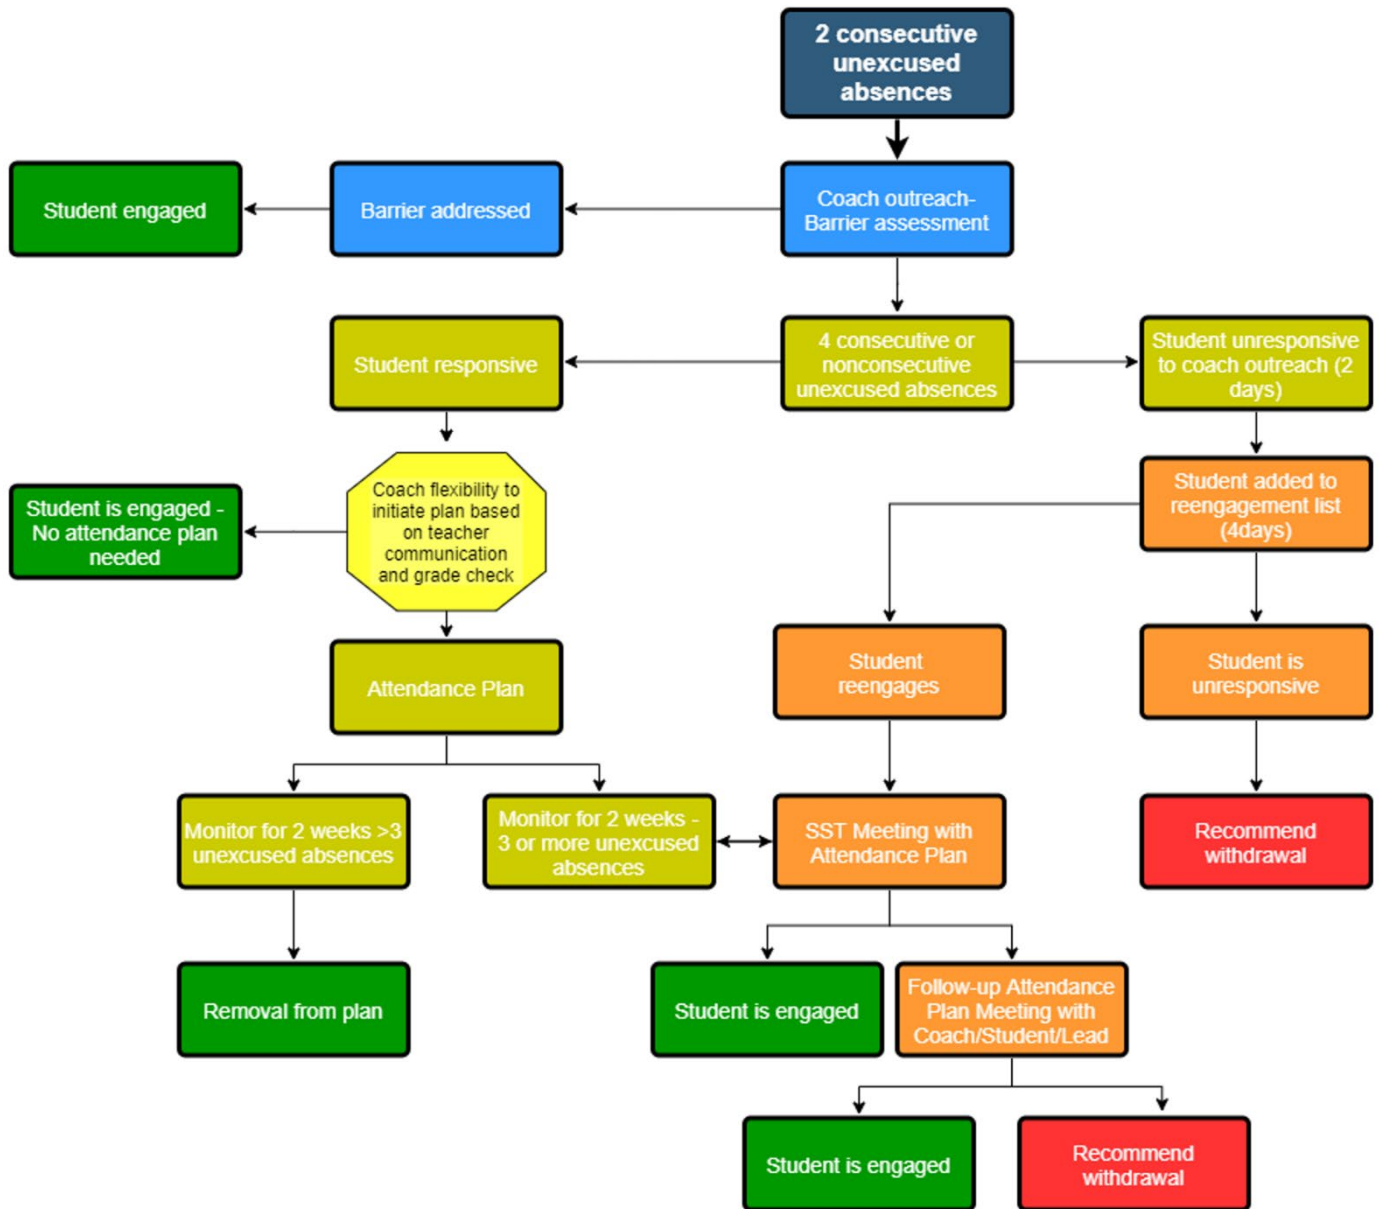 2 consecutive
unexcused
absences
Student engaged
Barrier addressed
Coach outreach-
Barrier assessment
Student responsive
4 consecutive or
nonconsecutive
unexcused absences
Student unresponsive
to coach outreach (2
days)
Student is engaged -
No attendance plan
needed
Coach flexibility to
initiate plan based
on teacher
communication
and grade check
Student added to
reengagement list
(4days)
Attendance Plan
Student
reengages
Student is
unresponsive
Monitor for 2 weeks >3
unexcused absences
Monitor for 2 weeks -
3 or more unexcused
absences
SST Meeting with
Attendance Plan
Recommend
withdrawal
Removal from plan
Student is engaged
Follow-up Attendance
Plan Meeting with
Coach/Student/Lead
Student is engaged
Recommend
withdrawal